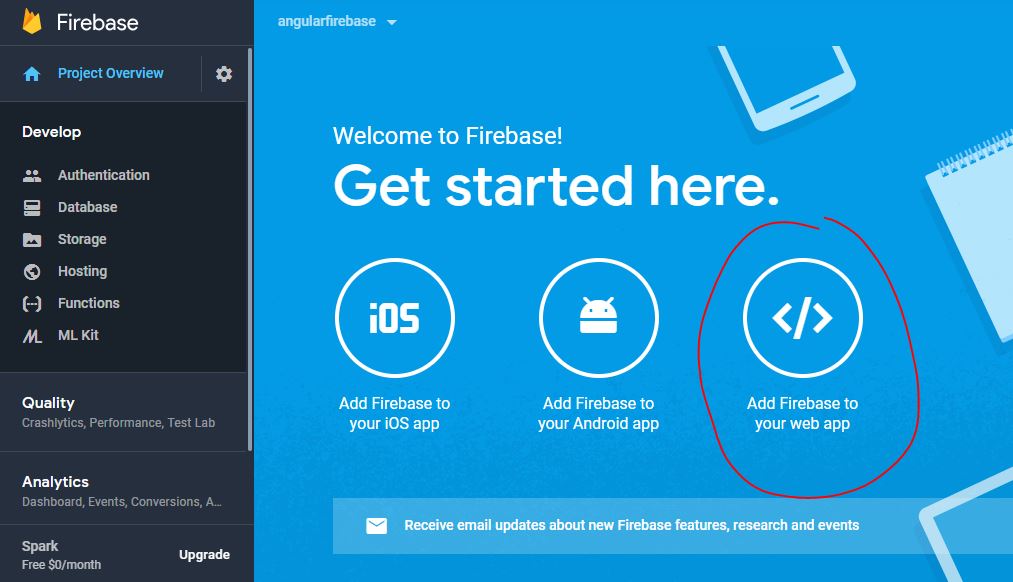 Firebase
angularfirebase
Project Overview
Develop
Authentication
Database
Storage
Hosting
Functions
ML Kit
Quality
Crashlytics, Performance, Test Lab
Analytics
Dashboard, Events, Conversions, A...
Spark
Free $0/month
Upgrade
Welcome to Firebase!
Get started here.
iOS
Add Firebase to
your iOS app
Add Firebase to
your Android app
</>
Add Firebase to
your web app
Receive email updates about new Firebase features, research and events